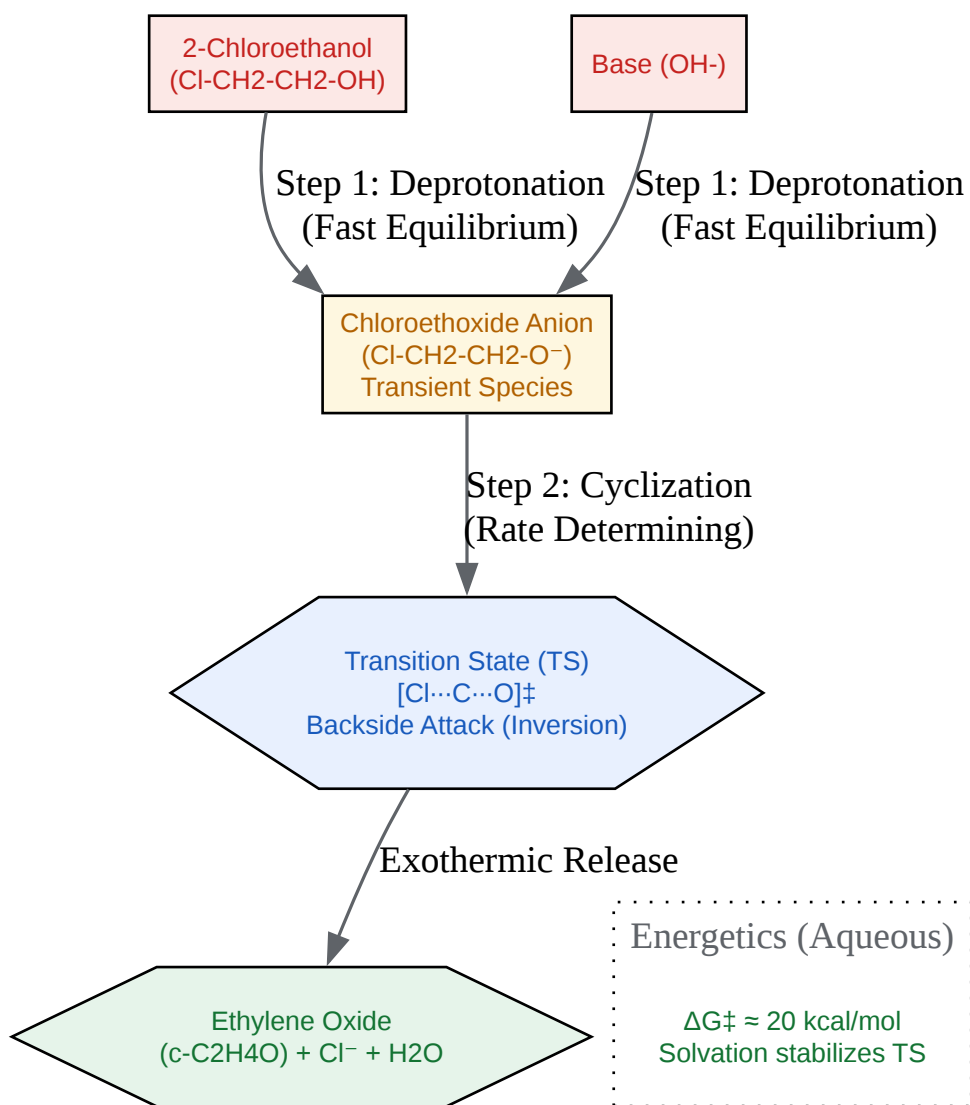 2-Chloroethanol
(Cl-CH2-CH2-OH)
Base (OH-)
Step 1: Deprotonation
(Fast Equilibrium)
Step 1: Deprotonation
(Fast Equilibrium)
Chloroethoxide Anion
(Cl-CH2-CH2-O⁻)
Transient Species
Step 2: Cyclization
(Rate Determining)
Transition State (TS)
[Cl···C···O]‡
Backside Attack (Inversion)
Exothermic Release
Energetics (Aqueous)
Ethylene Oxide
(c-C2H4O) + Cl⁻ + H2O
ΔG‡ ≈ 20 kcal/mol
Solvation stabilizes TS